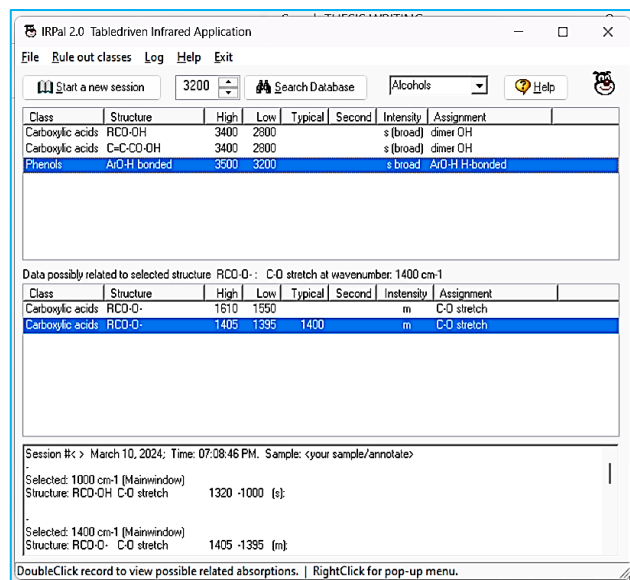 THESIS WRITING
IRPal 2.0 Tabledriven Infrared Application
File Rule out classes Log Help Exit
Start a new session 3200 Search Database Alcohols Help
Class Structure High Low Typical Second Intensity Assignment
Carboxylic acids RCO-OH 3400 2800 s (broad) dimer OH
Carboxylic acids C=C-CO-OH 3400 2800 s (broad) dimer OH
Phenols ArO-H bonded 3500 3200 s broad ArO-H H-bonded
Data possibly related to selected structure RCO-O- : C-O stretch at wavenumber: 1400 cm-1
Class Structure High Low Typical Second Instensity Assignment
Carboxylic acids RCO-O- 1610 1550 m C-O stretch
Carboxylic acids RCO-O- 1405 1395 1400 m C-O stretch
Session #< > March 10, 2024; Time: 07:08:46 PM. Sample: <your sample/annotate>
-
Selected: 1000 cm-1 (Mainwindow)
Structure: RCO-OH C-O stretch 1320 -1000 (s):
-
Selected: 1400 cm-1 (Mainwindow)
Structure: RCO-O- C-O stretch 1405 -1395 (m):
DoubleClick record to view possible related absorptions. | RightClick for pop-up menu.